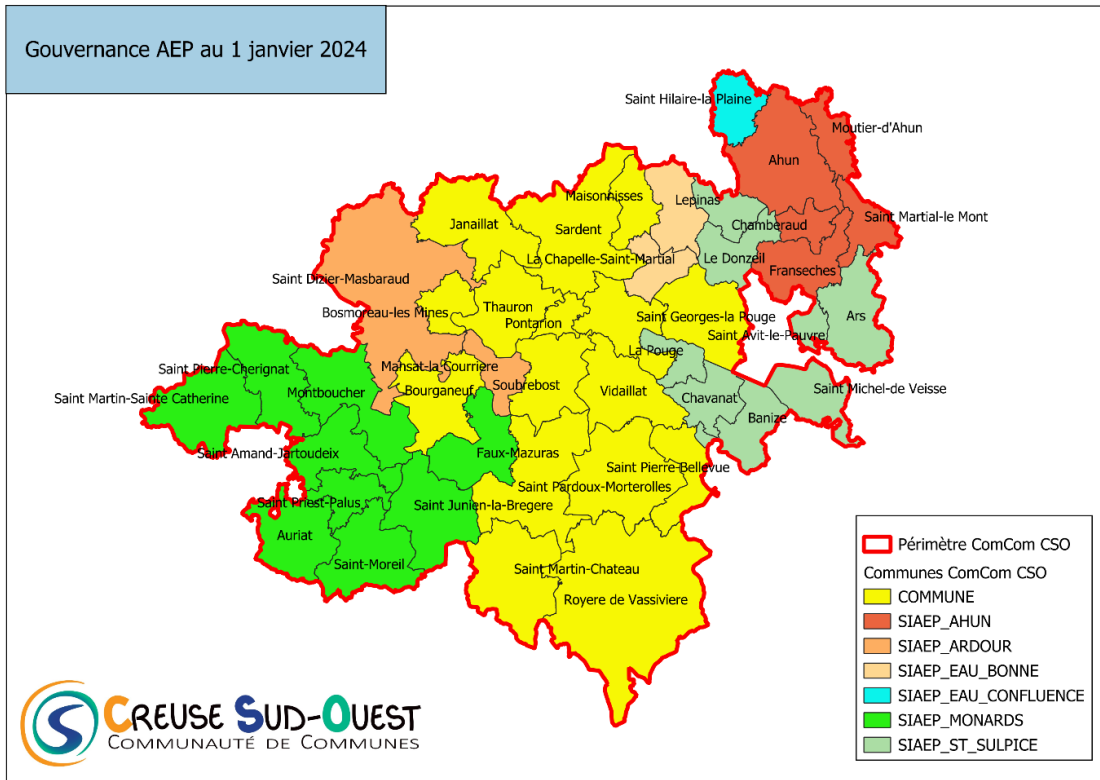 Gouvernance AEP au 1 janvier 2024
Saint Hilaire-la Plaine
Moutier-d'Ahun
Ahun
Maisonnisses
Lepinas
Saint Martial-le Mont
Janaillat
Sardent
Chamberaud
La Chapelle-Saint-Martial
Le Donzeil
Franseches
Saint Dizier-Masbaraud
Thauron
Bosmoreau-les Mines
Saint Georges-la Pouge
Ars
Pontarion
Saint Avit-le-Pauvre
La Pouge
Saint Pierre-Cherignat
Mansat-la Courriere
Soubrebost
Saint Michel-de Veisse
Montboucher
Bourganeuf
Vidaillat
Saint Martin-Sainte Catherine
Chavanat
Banize
Saint Amand-Jartoudeix
Faux-Mazuras
Saint Pierre-Bellevue
Saint Pardoux-Morterolles
Saint Priest-Palus
Saint Junien-la-Bregere
Auriat
Saint-Moreil
Saint Martin-Chateau
Royere de Vassiviere
Périmètre ComCom CSO
Communes ComCom CSO
COMMUNE
SIAEP_AHUN
SIAEP_ARDOUR
SIAEP_EAU_BONNE
SIAEP_EAU_CONFLUENCE
SIAEP_MONARDS
SIAEP_ST_SULPICE
CREUSE SUD-OUEST
COMMUNAUTÉ DE COMMUNES